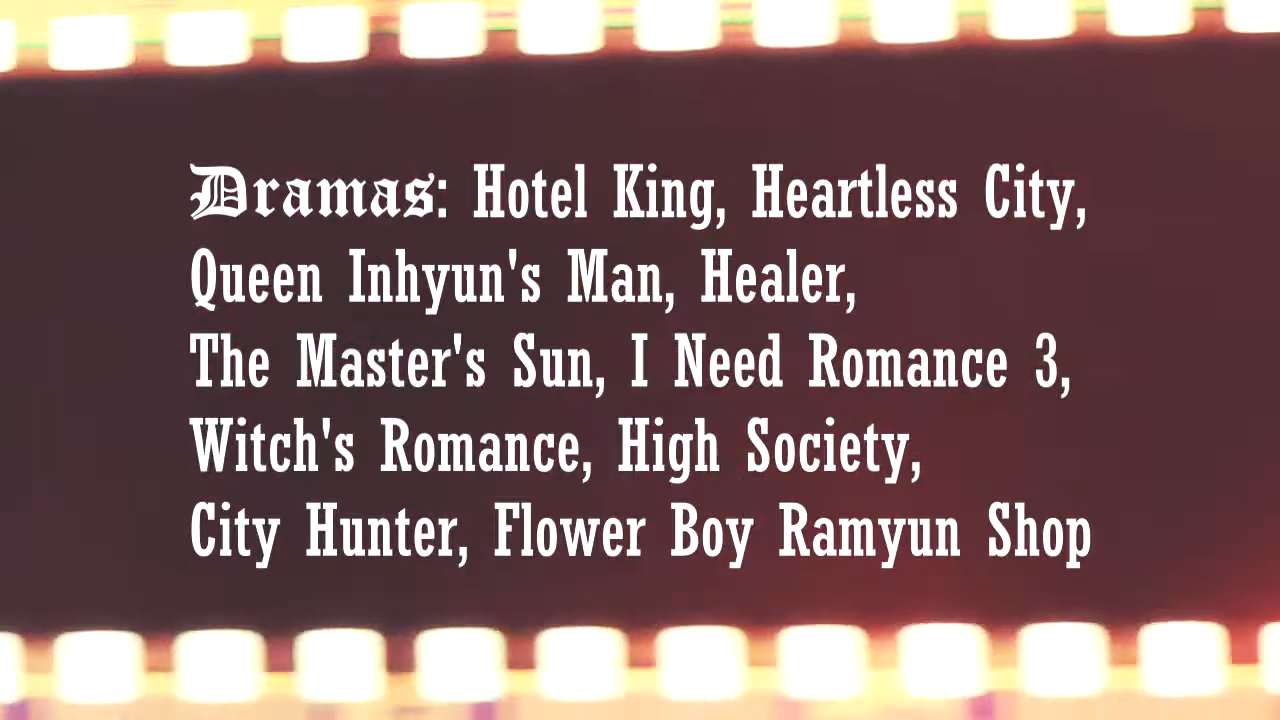 Dramas: Hotel King, Heartless City,
Queen Inhyun's Man, Healer,
The Master's Sun, I Need Romance 3,
Witch's Romance, High Society,
City Hunter, Flower Boy Ramyun Shop